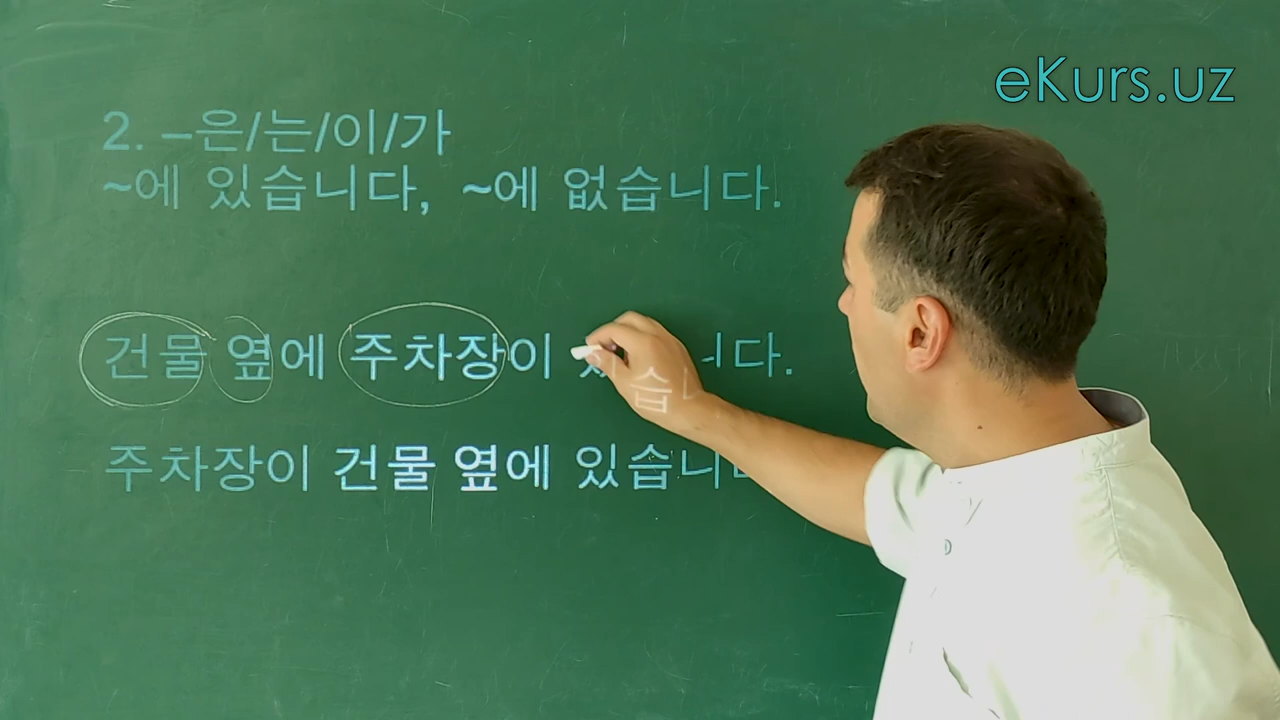 eKurs.uz
2. –은/는/이/가
~에 있습니다, ~에 없습니다.
건물 옆에 주차장이 있습니다.
주차장이 건물 옆에 있습니다